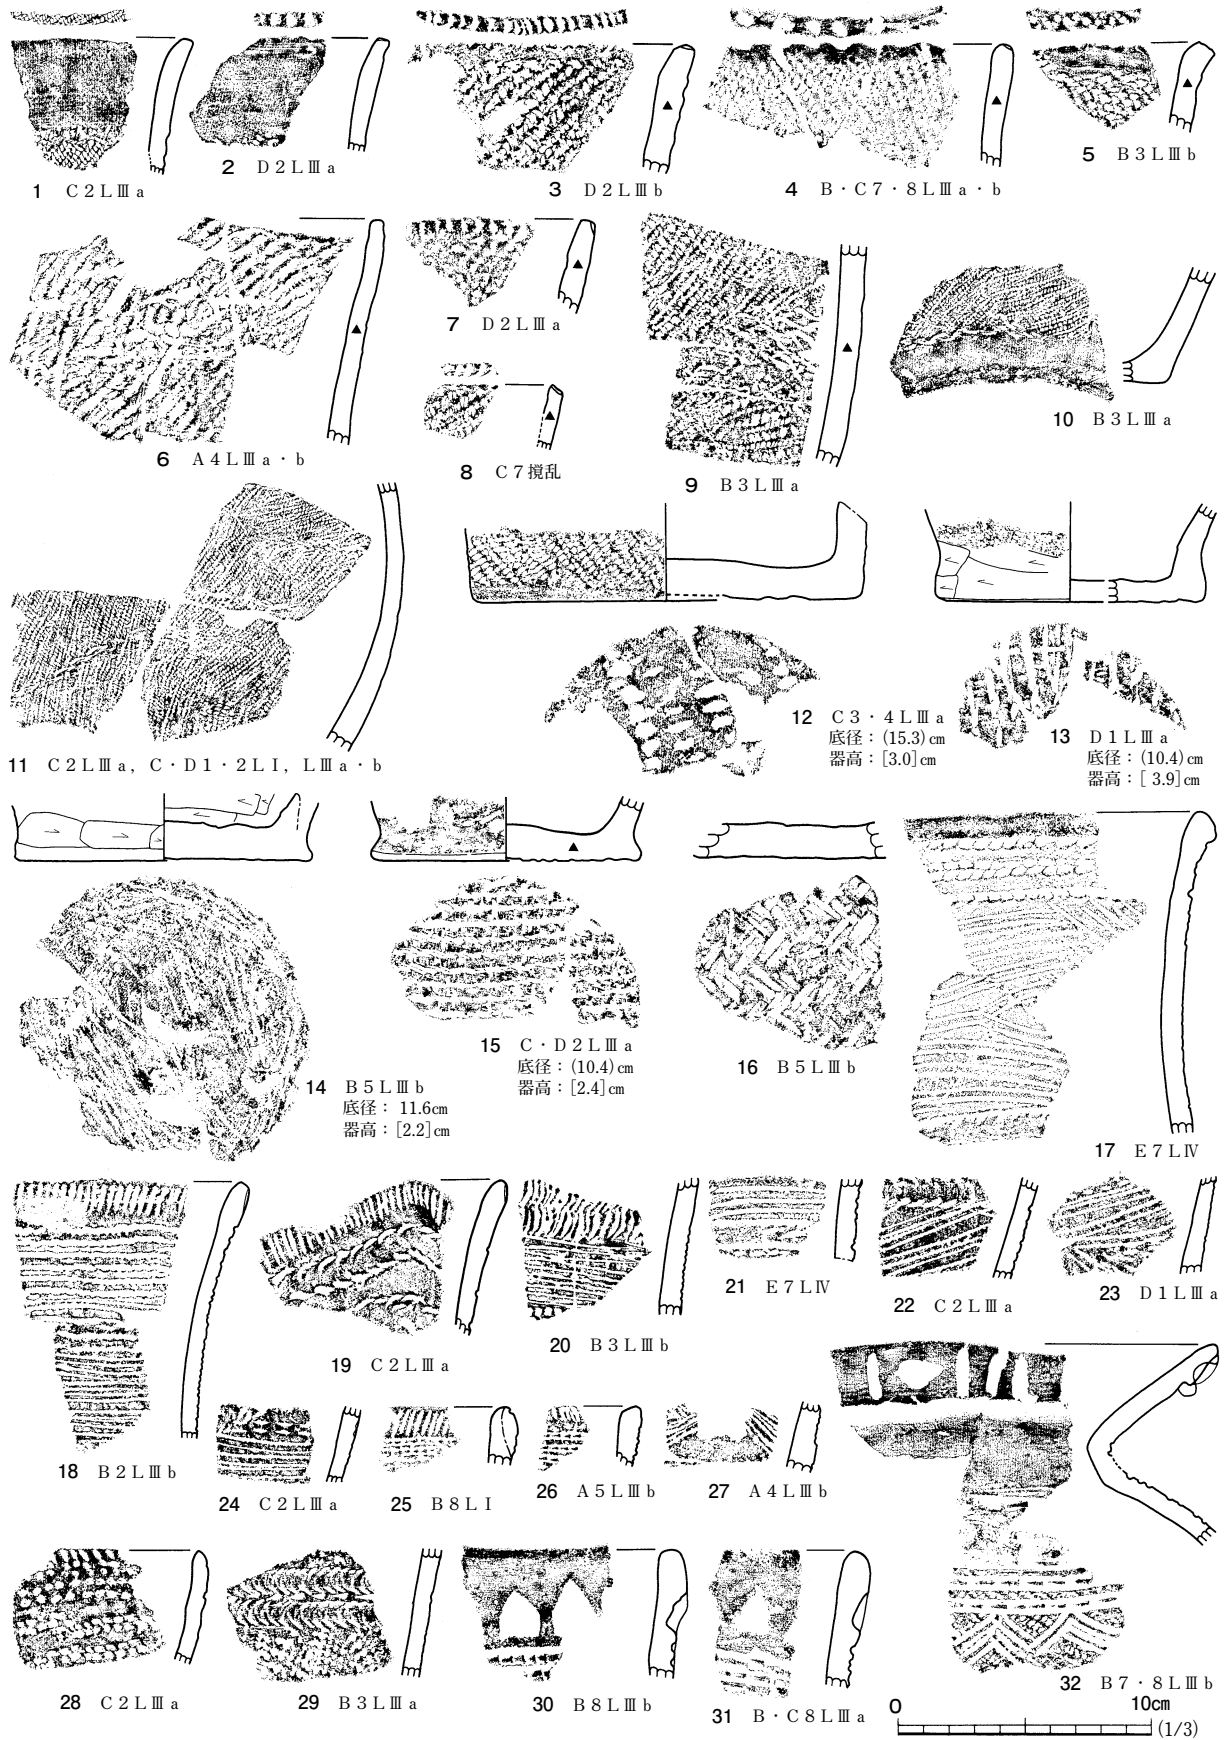 1 C2LⅢa
2 D2LⅢa
3 D2LⅢb
4 B・C7・8LⅢa・b
5 B3LⅢb
6 A4LⅢa・b
7 D2LⅢa
8 C7撹乱
9 B3LⅢa
10 B3LⅢa
11 C2LⅢa, C・D1・2LⅠ, LⅢa・b
12 C3・4LⅢa
底径：(15.3)㎝
器高：[3.0]㎝
13 D1LⅢa
底径：(10.4)㎝
器高：[3.9]㎝
14 B5LⅢb
底径： 11.6㎝
器高：[2.2]㎝
15 C・D2LⅢa
底径：(10.4)㎝
器高：[2.4]㎝
16 B5LⅢb
17 E7LⅣ
18 B2LⅢb
19 C2LⅢa
20 B3LⅢb
21 E7LⅣ
22 C2LⅢa
23 D1LⅢa
24 C2LⅢa
25 B8LⅠ
26 A5LⅢb
27 A4LⅢb
28 C2LⅢa
29 B3LⅢa
30 B8LⅢb
31 B・C8LⅢa
32 B7・8LⅢb
0 10㎝
(1/3)